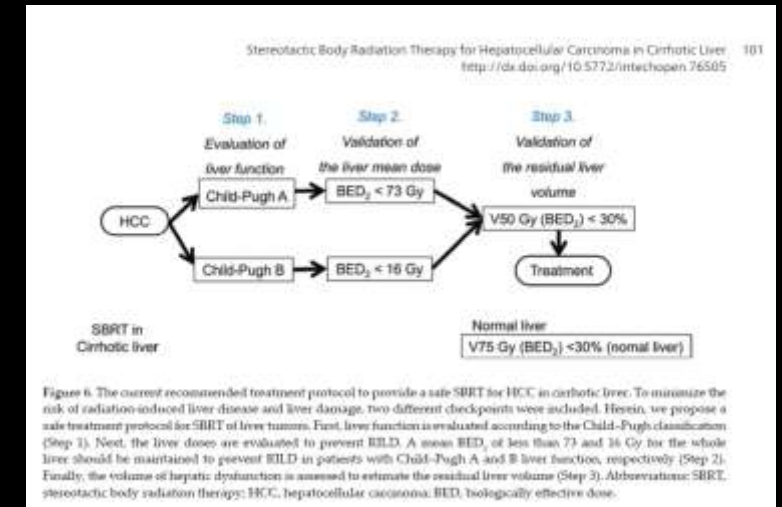 Stereotactic Body Radiation Therapy for Hepatocellular Carcinoma in Cirrhotic Liver 101
http://dx.doi.org/10.5772/intechopen.76505
Step 1.
Evaluation of
liver function
Step 2.
Validation of
the liver mean dose
Step 3.
Validation of
the residual liver
volume
HCC
Child-Pugh A
BED2 < 73 Gy
V50 Gy (BED2) < 30%
Child-Pugh B
BED2 < 16 Gy
Treatment
SBRT in
Cirrhotic liver
Normal liver
V75 Gy (BED2) <30% (nomal liver)
Figure 6. The current recommended treatment protocol to provide a safe SBRT for HCC in cirrhotic liver. To minimize the
risk of radiation-induced liver disease and liver damage, two different checkpoints were included. Herein, we propose a
safe treatment protocol for SBRT of liver tumors. First, liver function is evaluated according to the Child–Pugh classification
(Step 1). Next, the liver doses are evaluated to prevent RILD. A mean BED2 of less than 73 and 16 Gy for the whole
liver should be maintained to prevent RILD in patients with Child–Pugh A and B liver function, respectively (Step 2).
Finally, the volume of hepatic dysfunction is assessed to estimate the residual liver volume (Step 3). Abbreviations: SBRT,
stereotactic body radiation therapy; HCC, hepatocellular carcinoma; BED, biologically effective dose.